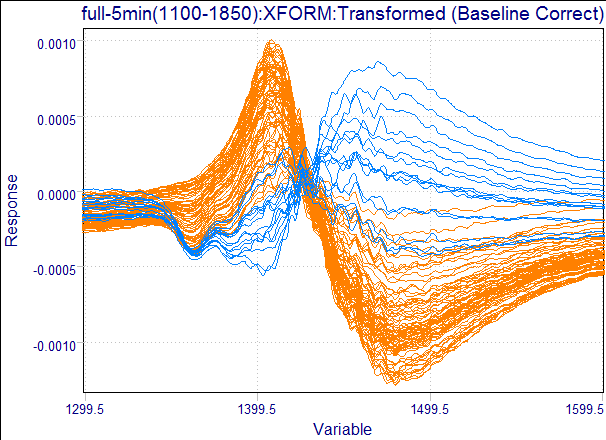 full-5min(1100-1850):XFORM:Transformed (Baseline Correct)
0.0010
0.0005
0.0000
-0.0005
-0.0010
Response
1299.5 1399.5 1499.5 1599.5
Variable